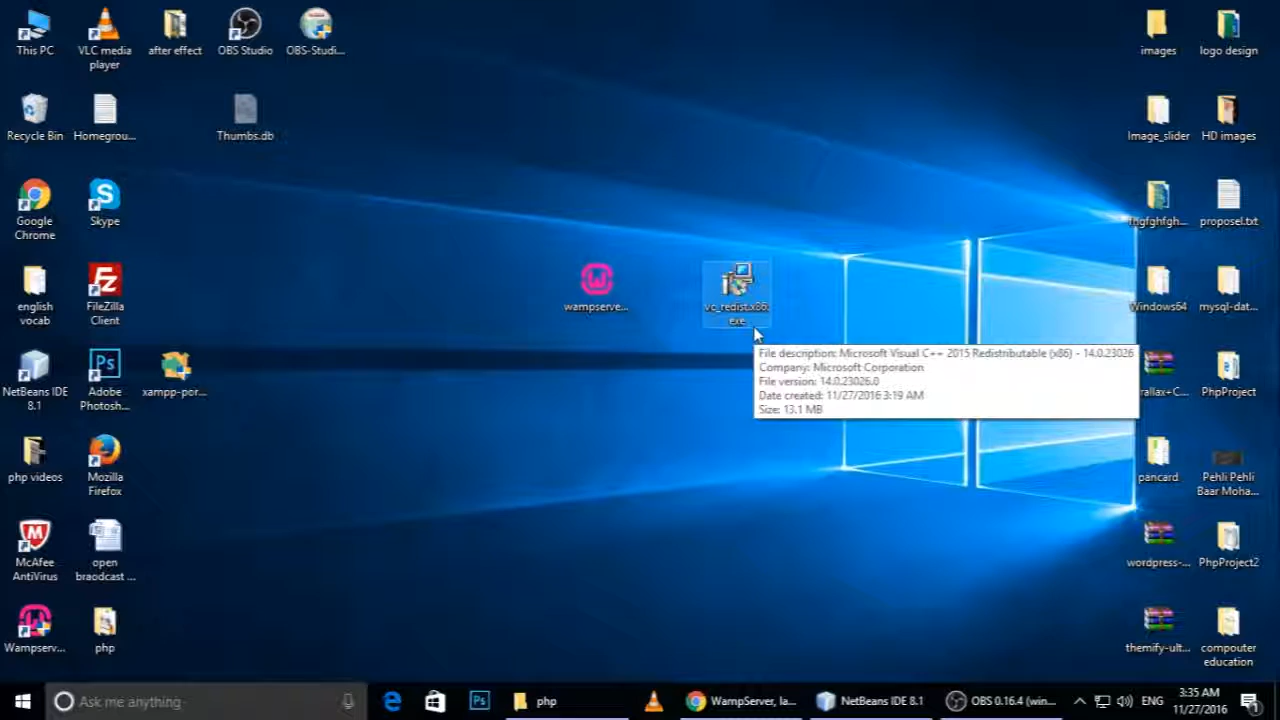 This PC
VLC media
player
after effect
OBS Studio
OBS-Studi...
images
logo design
Recycle Bin
Homegrou...
Thumbs.db
Image_slider
HD images
Google
Chrome
Skype
proposel.txt
english
vocab
FileZilla
Client
wampserve...
vc_redist.x86.
exe
Windows64
mysql-dat...
File description: Microsoft Visual C++ 2015 Redistributable (x86) - 14.0.23026
Company: Microsoft Corporation
File version: 14.0.23026.0
Date created: 11/27/2016 3:19 AM
Size: 13.1 MB
NetBeans IDE
8.1
Adobe
Photosh...
xampp-por...
rallax+C...
PhpProject
php videos
Mozilla
Firefox
pancard
Pehli Pehli
Baar Moha...
McAfee
AntiVirus
open
braodcast ...
wordpress-...
PhpProject2
Wampserv...
php
themify-ult...
compouter
education
Ask me anything
php
WampServer, la...
NetBeans IDE 8.1
OBS 0.16.4 (win...
ENG
3:35 AM
11/27/2016
1